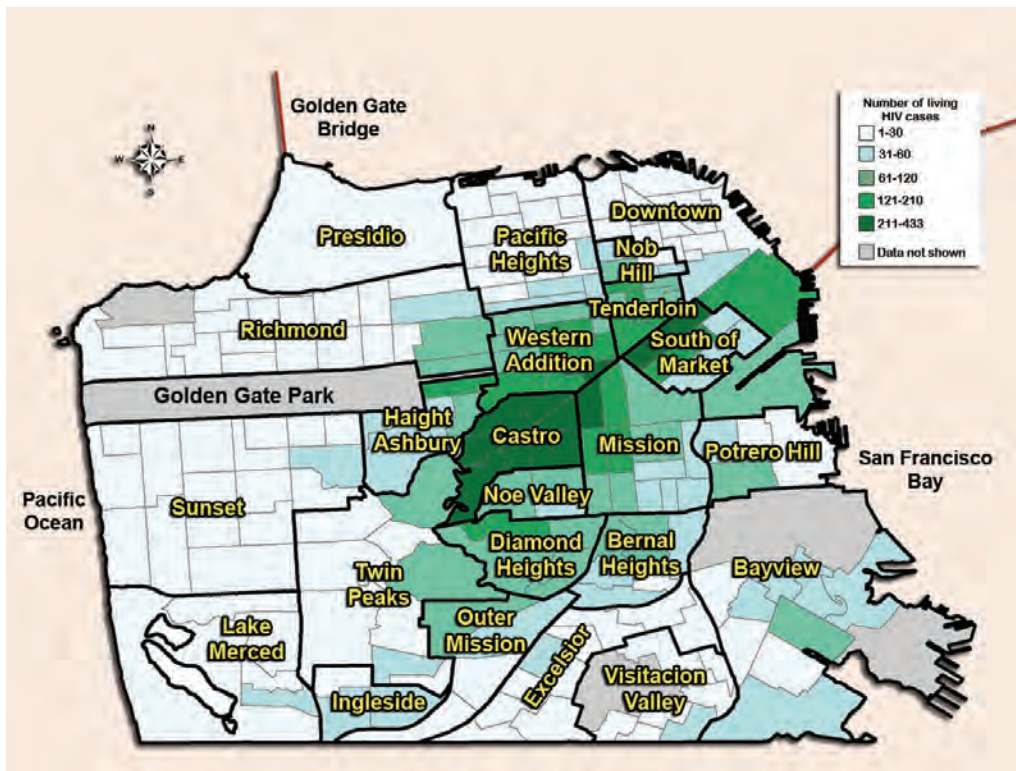 Golden Gate
Bridge
N
W
E
S
Number of living
HIV cases
1-30
31-60
61-120
121-210
211-433
Data not shown
Presidio
Pacific
Heights
Downtown
Nob
Hill
Tenderloin
Richmond
Western
Addition
South of
Market
Golden Gate Park
Haight
Ashbury
Castro
Mission
Potrero Hill
San Francisco
Bay
Pacific
Ocean
Sunset
Noe Valley
Diamond
Heights
Bernal
Heights
Bayview
Twin
Peaks
Outer
Mission
Lake
Merced
Excelsior
Ingleside
Visitacion
Valley